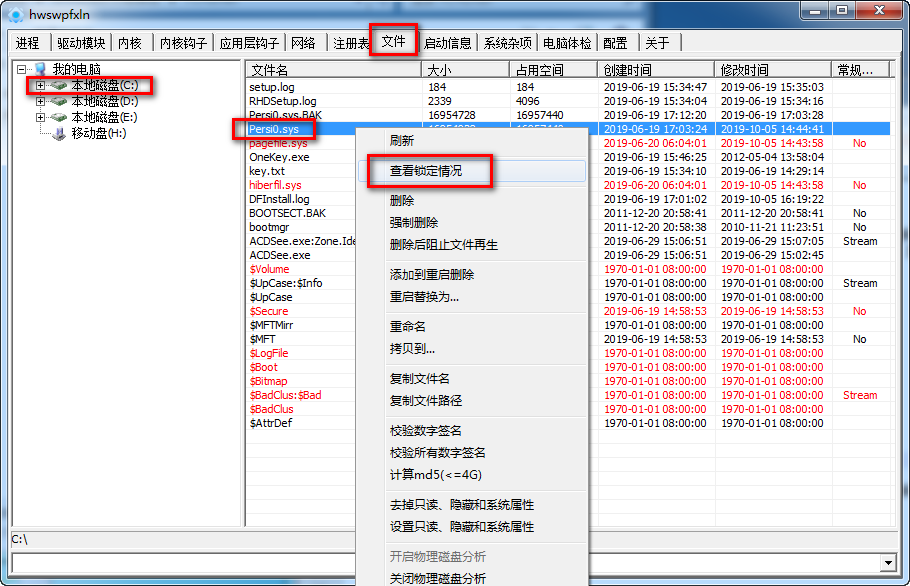 hwswpfxln
进程 驱动模块 内核 内核钩子 应用层钩子 网络 注册表 文件 启动信息 系统杂项 电脑体检 配置 关于
我的电脑
本地磁盘(C:)
本地磁盘(D:)
本地磁盘(E:)
移动盘(H:)
文件名 大小 占用空间 创建时间 修改时间 常规...
setup.log 184 184 2019-06-19 15:34:47 2019-06-19 15:35:03
RHDSetup.log 2339 4096 2019-06-19 15:34:04 2019-06-19 15:34:16
Persi0.sys.BAK 16954728 16957440 2019-06-19 17:12:20 2019-06-19 17:03:28
Persi0.sys 2019-06-19 17:03:24 2019-10-05 14:44:41
pagefile.sys 2019-06-20 06:04:01 2019-10-05 14:43:58 No
OneKey.exe 2019-06-19 15:46:25 2012-05-04 13:58:04
key.txt 2019-06-19 15:06:16 2019-06-19 14:29:14
hiberfil.sys 2019-06-20 06:04:01 2019-10-05 14:43:58 No
DFInstall.log 2019-06-19 17:01:02 2019-10-05 16:19:22
BOOTSECT.BAK 2011-12-20 20:58:41 2011-12-20 20:58:41 No
bootmgr 2011-12-20 20:58:38 2010-11-21 11:23:51 No
ACDSee.exe:Zone.Ide 2019-06-29 15:06:51 2019-06-29 15:07:05 Stream
ACDSee.exe 2019-06-29 15:06:51 2019-06-29 15:02:45
$Volume 1970-01-01 08:00:00 1970-01-01 08:00:00
$UpCase:$Info 1970-01-01 08:00:00 1970-01-01 08:00:00 Stream
$UpCase 1970-01-01 08:00:00 1970-01-01 08:00:00
$Secure 2019-06-19 14:58:53 2019-06-19 14:58:53 No
$MFTMirr 1970-01-01 08:00:00 1970-01-01 08:00:00
$MFT 2019-06-19 14:58:53 2019-06-19 14:58:53 No
$LogFile 1970-01-01 08:00:00 1970-01-01 08:00:00
$Boot 1970-01-01 08:00:00 1970-01-01 08:00:00
$Bitmap 1970-01-01 08:00:00 1970-01-01 08:00:00
$BadClus:$Bad 1970-01-01 08:00:00 1970-01-01 08:00:00 Stream
$BadClus 1970-01-01 08:00:00 1970-01-01 08:00:00
$AttrDef 1970-01-01 08:00:00 1970-01-01 08:00:00
刷新
查看锁定情况
删除
强制删除
删除后阻止文件再生
添加到重启删除
重启替换为...
重命名
拷贝到...
复制文件名
复制文件路径
校验数字签名
校验所有数字签名
计算md5(<=4G)
去掉只读、隐藏和系统属性
设置只读、隐藏和系统属性
开启物理磁盘分析
关闭物理磁盘分析
C:\